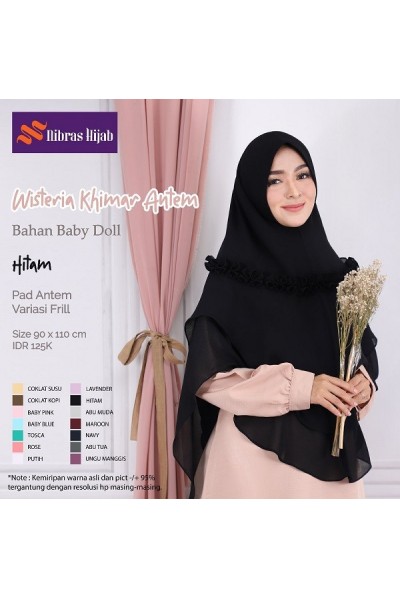 Nibras Hijab
Wisteria Khimar Antem
Bahan Baby Doll
Hitam
Pad Antem
Variasi Frill
Size 90 x 110 cm
IDR 125K
COKLAT SUSU
COKLAT KOPI
BABY PINK
BABY BLUE
TOSCA
ROSE
PUTIH
LAVENDER
HITAM
ABU MUDA
MAROON
NAVY
ABU TUA
UNGU MANGGIS
*Note : Kemiripan warna asli dan pict -/+ 95%
tergantung dengan resolusi hp masing-masing.